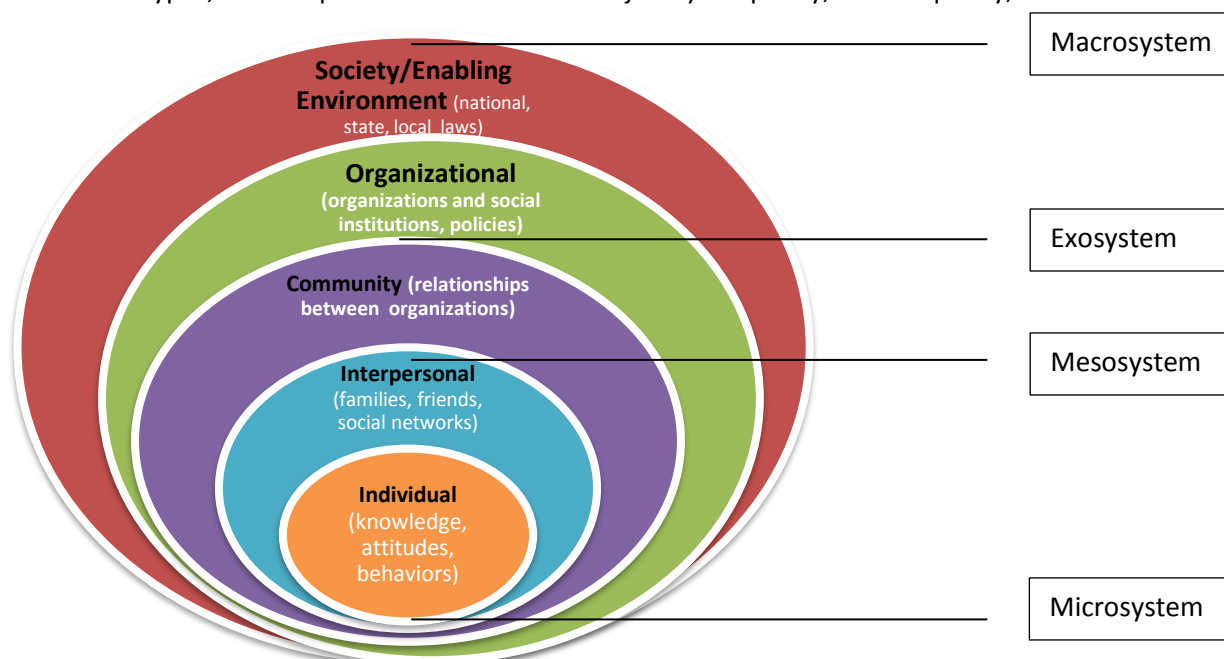 Macrosystem
Society/Enabling
Environment (national,
state, local laws)
Organizational
(organizations and social
institutions, policies)
Exosystem
Community (relationships
between organizations)
Mesosystem
Interpersonal
(families, friends,
social networks)
Individual
(knowledge,
attitudes,
behaviors)
Microsystem